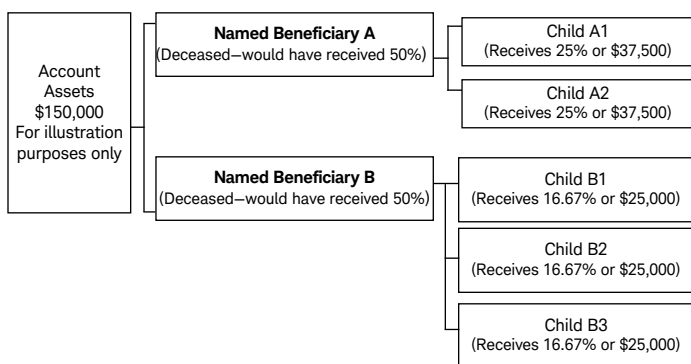 Account
Assets
$150,000
For illustration
purposes only
Named Beneficiary A
(Deceased–would have received 50%)
Child A1
(Receives 25% or $37,500)
Child A2
(Receives 25% or $37,500)
Named Beneficiary B
(Deceased–would have received 50%)
Child B1
(Receives 16.67% or $25,000)
Child B2
(Receives 16.67% or $25,000)
Child B3
(Receives 16.67% or $25,000)